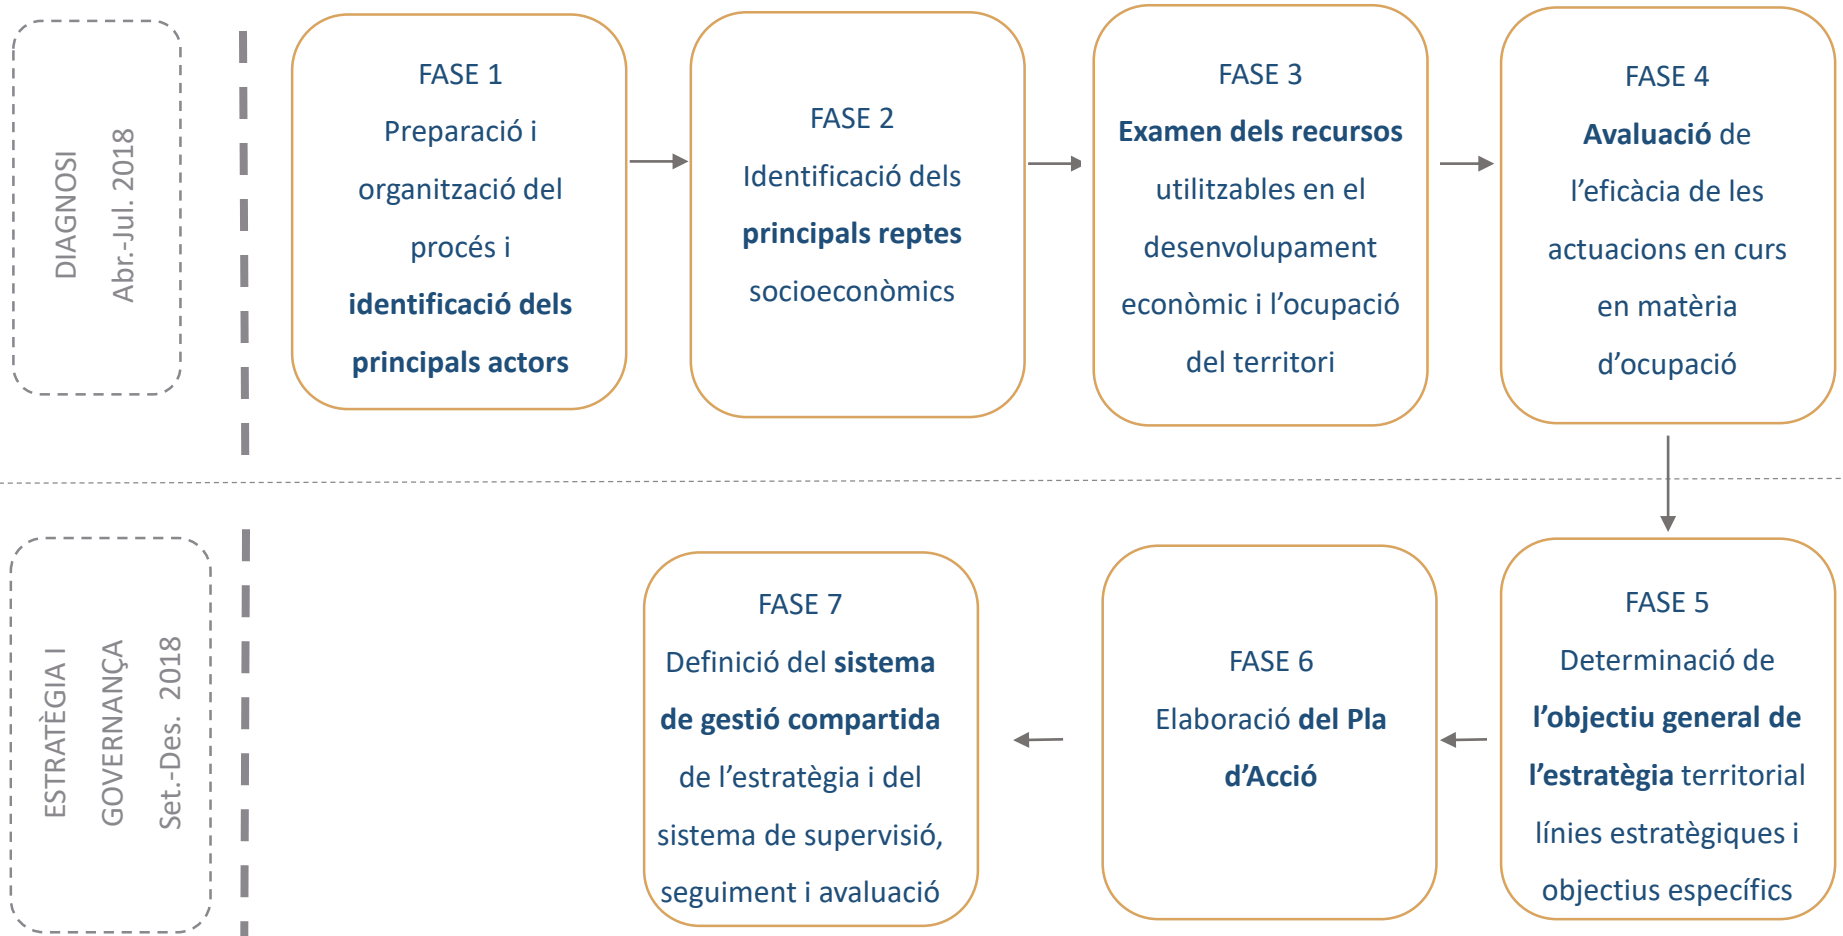 DIAGNOSI
Abr.-Jul. 2018
FASE 1
Preparació i
organització del
procés i
identificació dels
principals actors
FASE 2
Identificació dels
principals reptes
socioeconòmics
FASE 3
Examen dels recursos
utilitzables en el
desenvolupament
econòmic i l’ocupació
del territori
FASE 4
Avaluació de
l’eficàcia de les
actuacions en curs
en matèria
d’ocupació
ESTRATÈGIA I
GOVERNANÇA
Set.-Des. 2018
FASE 5
Determinació de
l’objectiu general de
l’estratègia territorial
línies estratègiques i
objectius específics
FASE 6
Elaboració del Pla
d’Acció
FASE 7
Definició del sistema
de gestió compartida
de l’estratègia i del
sistema de supervisió,
seguiment i avaluació